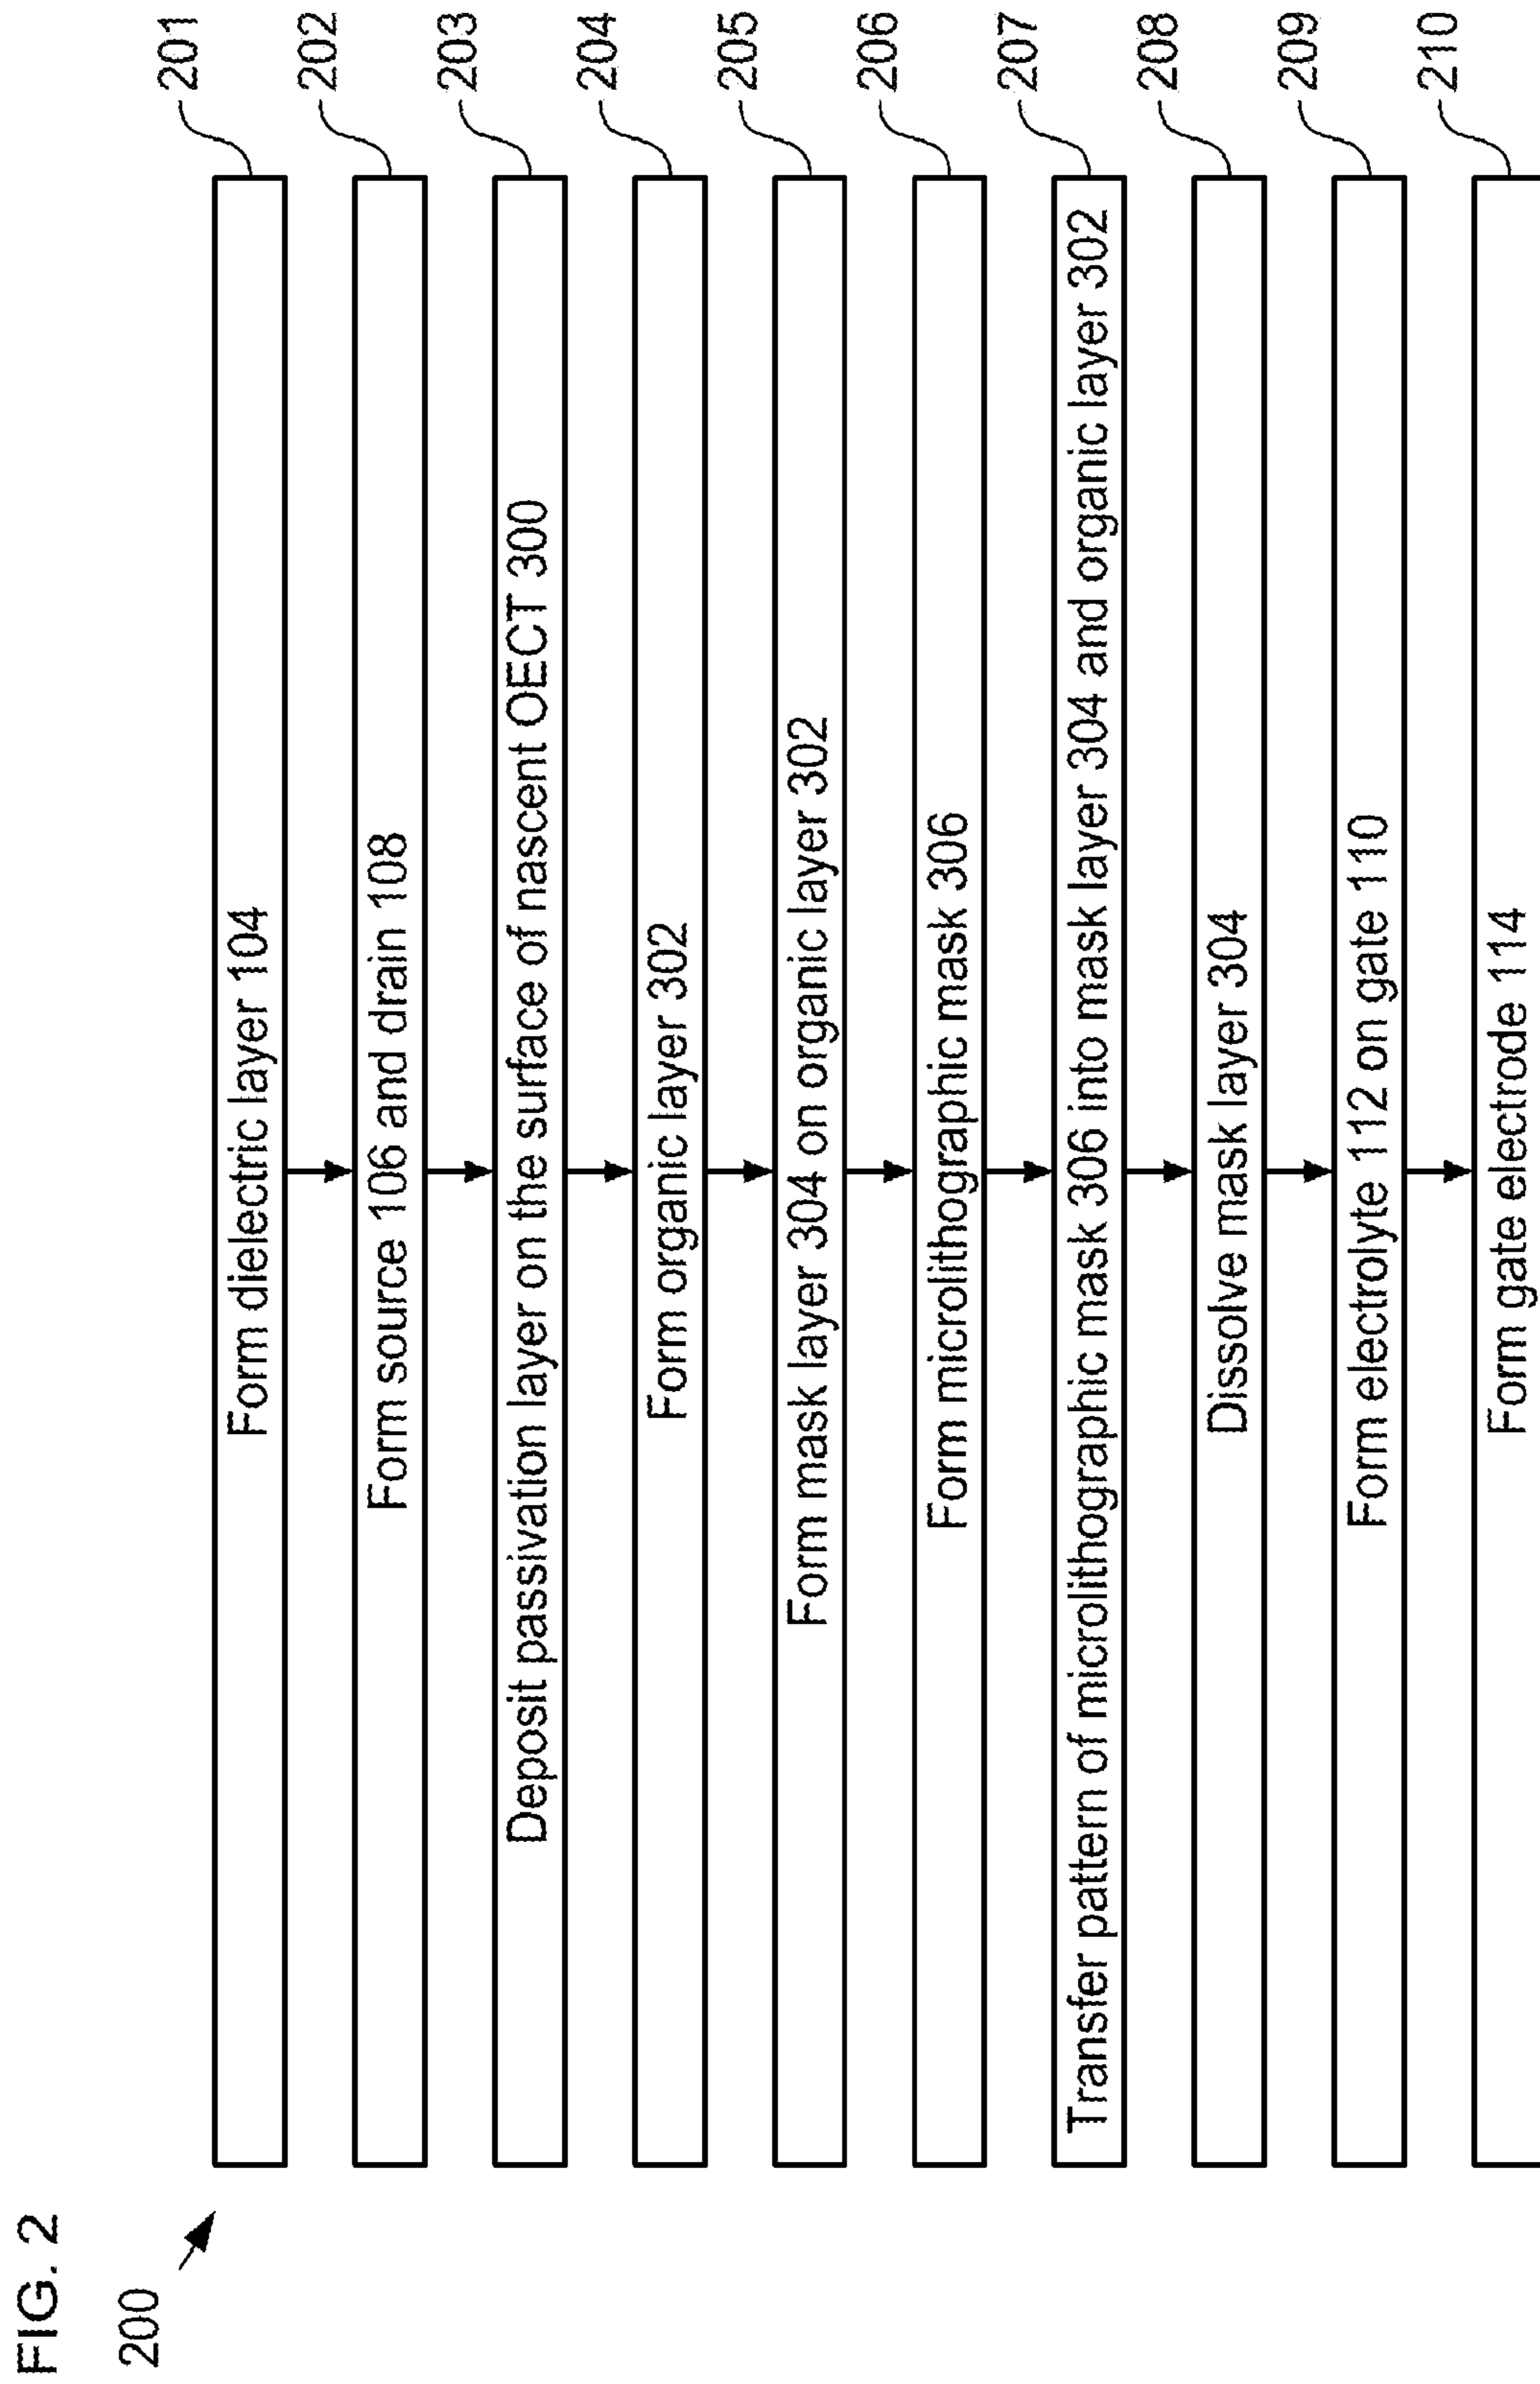 FIG. 2
200
Form dielectric layer 104
201
Form source 106 and drain 108
202
Deposit passivation layer on the surface of nascent OECT 300
203
Form organic layer 302
204
Form mask layer 304 on organic layer 302
205
Form microlithographic mask 306
206
Transfer pattern of microlithographic mask 306 into mask layer 304 and organic layer 302
207
Dissolve mask layer 304
208
Form electrolyte 112 on gate 110
209
Form gate electrode 114
210